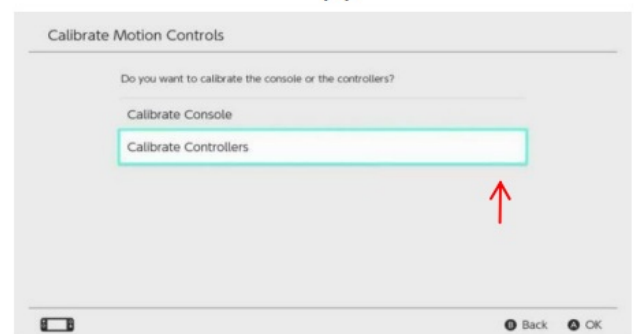 Calibrate Motion Controls
Do you want to calibrate the console or the controllers?
Calibrate Console
Calibrate Controllers
B Back A OK